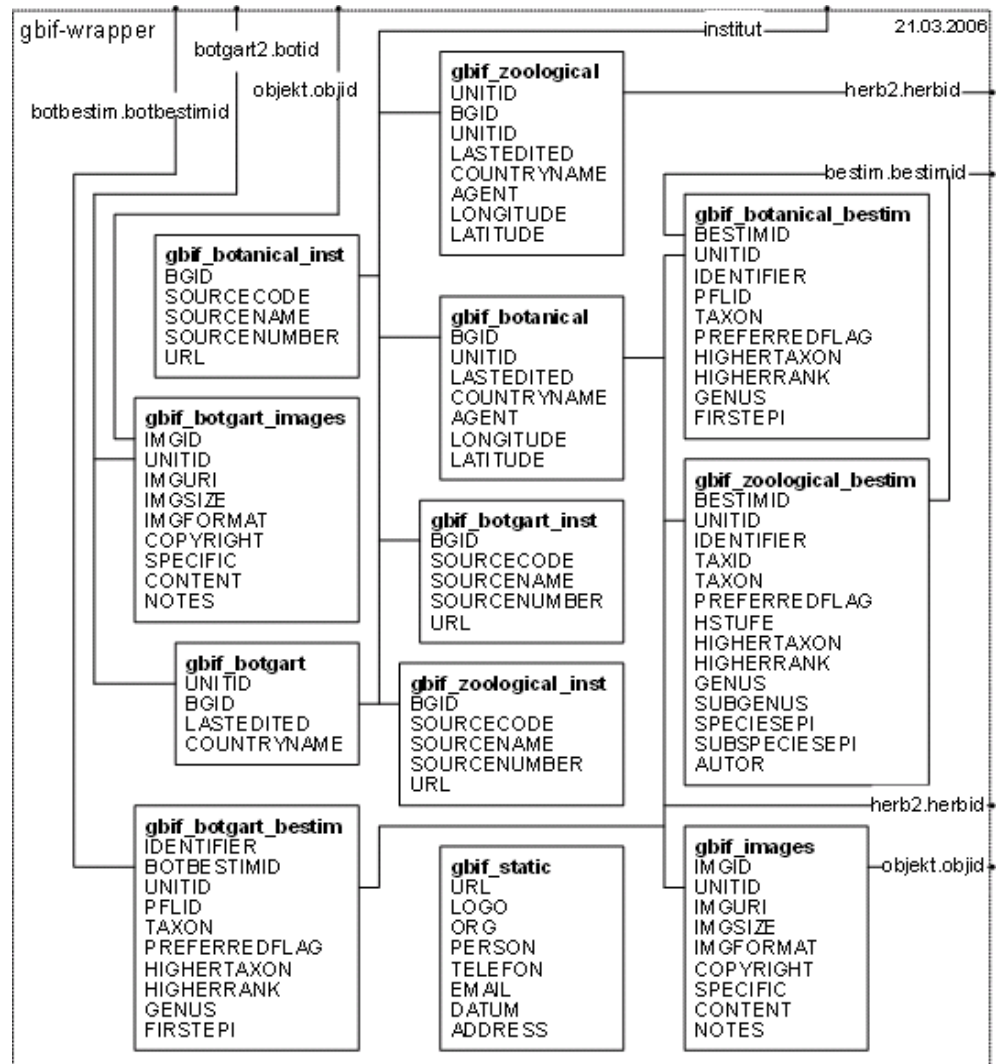 gbif-wrapper
institut
21.03.2006
botgart2.botid
objekt.objid
botbestim.botbestimid
gbif_zoological
UNITID
BGID
UNITID
LASTEDITED
COUNTRYNAME
AGENT
LONGITUDE
LATITUDE
herb2.herbid
bestim.bestimid
gbif_botanical_bestim
BESTIMID
UNITID
IDENTIFIER
PFLID
TAXON
PREFERREDFLAG
HIGHERTAXON
HIGHERRANK
GENUS
FIRSTEPI
gbif_botanical_inst
BGID
SOURCECODE
SOURCENAME
SOURCENUMBER
URL
gbif_botanical
BGID
UNITID
LASTEDITED
COUNTRYNAME
AGENT
LONGITUDE
LATITUDE
gbif_botgart_images
IMGID
UNITID
IMGURI
IMGSIZE
IMGFORMAT
COPYRIGHT
SPECIFIC
CONTENT
NOTES
gbif_zoological_bestim
BESTIMID
UNITID
IDENTIFIER
TAXID
TAXON
PREFERREDFLAG
HSTUFE
HIGHERTAXON
HIGHERRANK
GENUS
SUBGENUS
SPECIESEPI
SUBSPECIESEPI
AUTOR
gbif_botgart_inst
BGID
SOURCECODE
SOURCENAME
SOURCENUMBER
URL
gbif_botgart
UNITID
BGID
LASTEDITED
COUNTRYNAME
gbif_zoological_inst
BGID
SOURCECODE
SOURCENAME
SOURCENUMBER
URL
herb2.herbid
gbif_botgart_bestim
IDENTIFIER
BOTBESTIMID
UNITID
PFLID
TAXON
PREFERREDFLAG
HIGHERTAXON
HIGHERRANK
GENUS
FIRSTEPI
gbif_static
URL
LOGO
ORG
PERSON
TELEFON
EMAIL
DATUM
ADDRESS
gbif_images
IMGID
UNITID
IMGURI
IMGSIZE
IMGFORMAT
COPYRIGHT
SPECIFIC
CONTENT
NOTES
objekt.objid